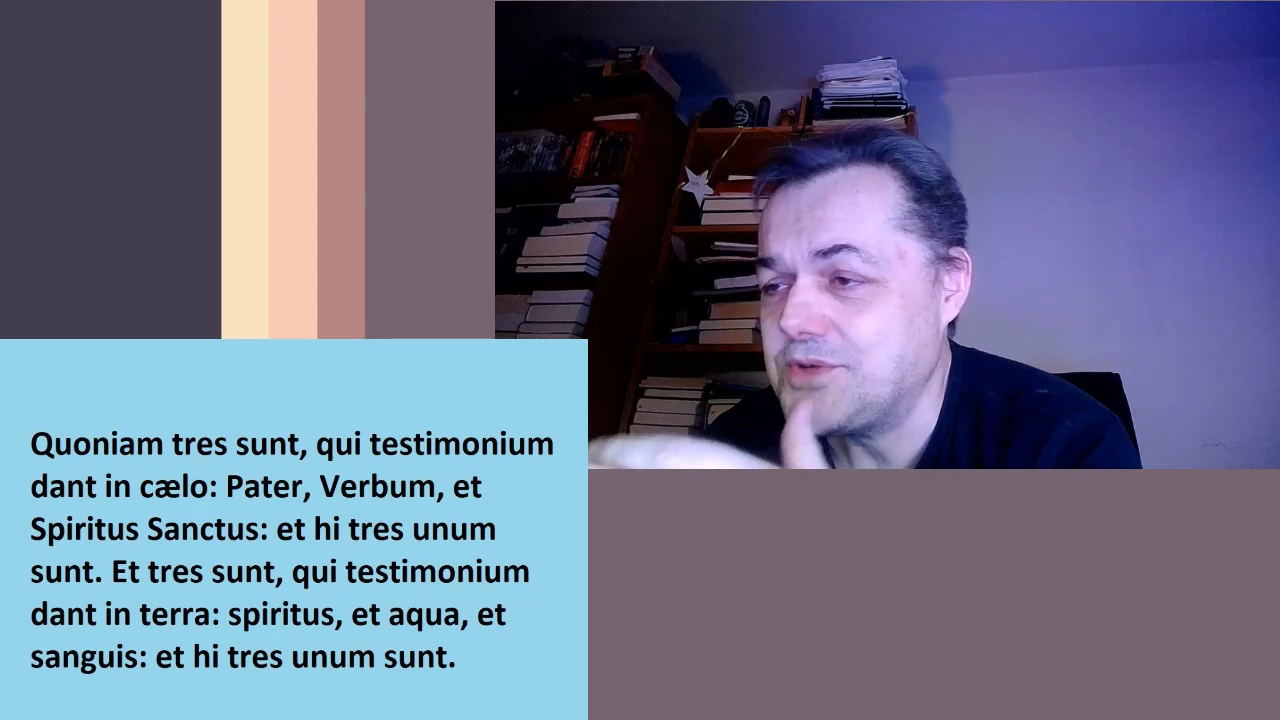 Quoniam tres sunt, qui testimonium
dant in cælo: Pater, Verbum, et
Spiritus Sanctus: et hi tres unum
sunt. Et tres sunt, qui testimonium
dant in terra: spiritus, et aqua, et
sanguis: et hi tres unum sunt.